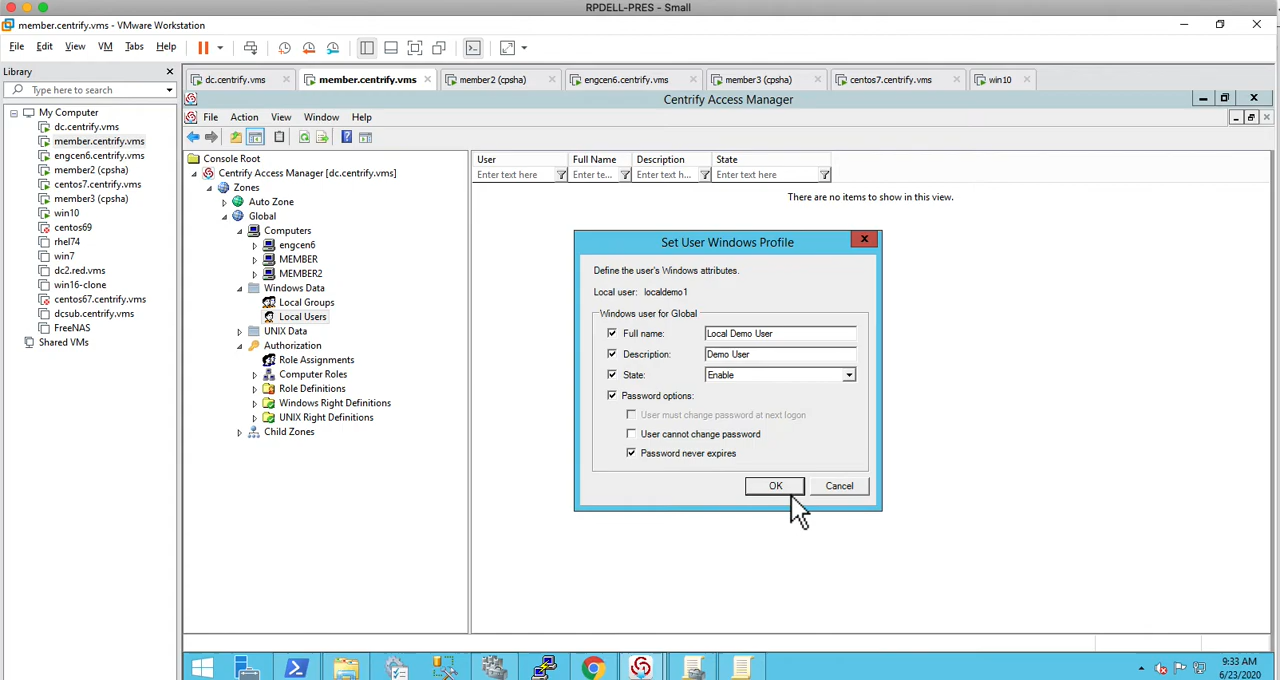 RPDELL-PRES - Small
member.centrify.vms - VMware Workstation
File Edit View VM Tabs Help
Library
Type here to search
My Computer
dc.centrify.vms
member.centrify.vms
engcen6.centrify.vms
member2 (cpsha)
centos7.centrify.vms
member3 (cpsha)
win10
centos69
rhel74
win7
dc2.red.vms
win16-clone
centos67.centrify.vms
dcsub.centrify.vms
FreeNAS
Shared VMs
dc.centrify.vms member.centrify.vms member2 (cpsha) engcen6.centrify.vms member3 (cpsha) centos7.centrify.vms win10
Centrify Access Manager
File Action View Window Help
Console Root
Centrify Access Manager [dc.centrify.vms]
Zones
Auto Zone
Global
Computers
engcen6
MEMBER
MEMBER2
Windows Data
Local Groups
Local Users
UNIX Data
Authorization
Role Assignments
Computer Roles
Role Definitions
Windows Right Definitions
UNIX Right Definitions
Child Zones
User Full Name Description State
Enter text here Enter te... Enter text h... Enter text here
There are no items to show in this view.
Set User Windows Profile
Define the user's Windows attributes.
Local user: localdemo1
Windows user for Global
Full name: Local Demo User
Description: Demo User
State: Enable
Password options:
User must change password at next logon
User cannot change password
Password never expires
OK Cancel
9:33 AM
6/23/2020